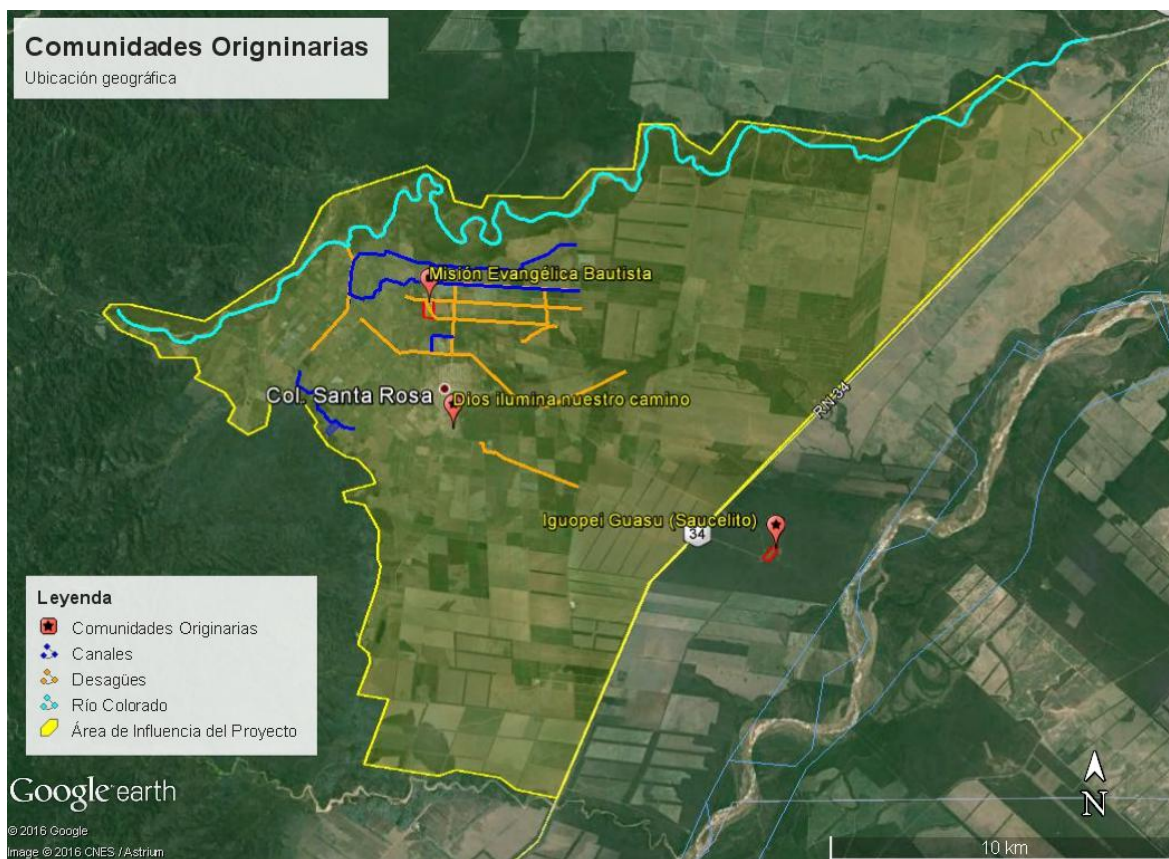 Comunidades Origninarias
Ubicación geográfica
Misión Evangélica Bautista
Col. Santa Rosa
Dios ilumina nuestro camino
RN 34
Iguopei Guasu (Saucelito)
34
Leyenda
Comunidades Originarias
Canales
Desagües
Río Colorado
Área de Influencia del Proyecto
Google earth
© 2016 Google
Image © 2016 CNES / Astrium
N
10 km